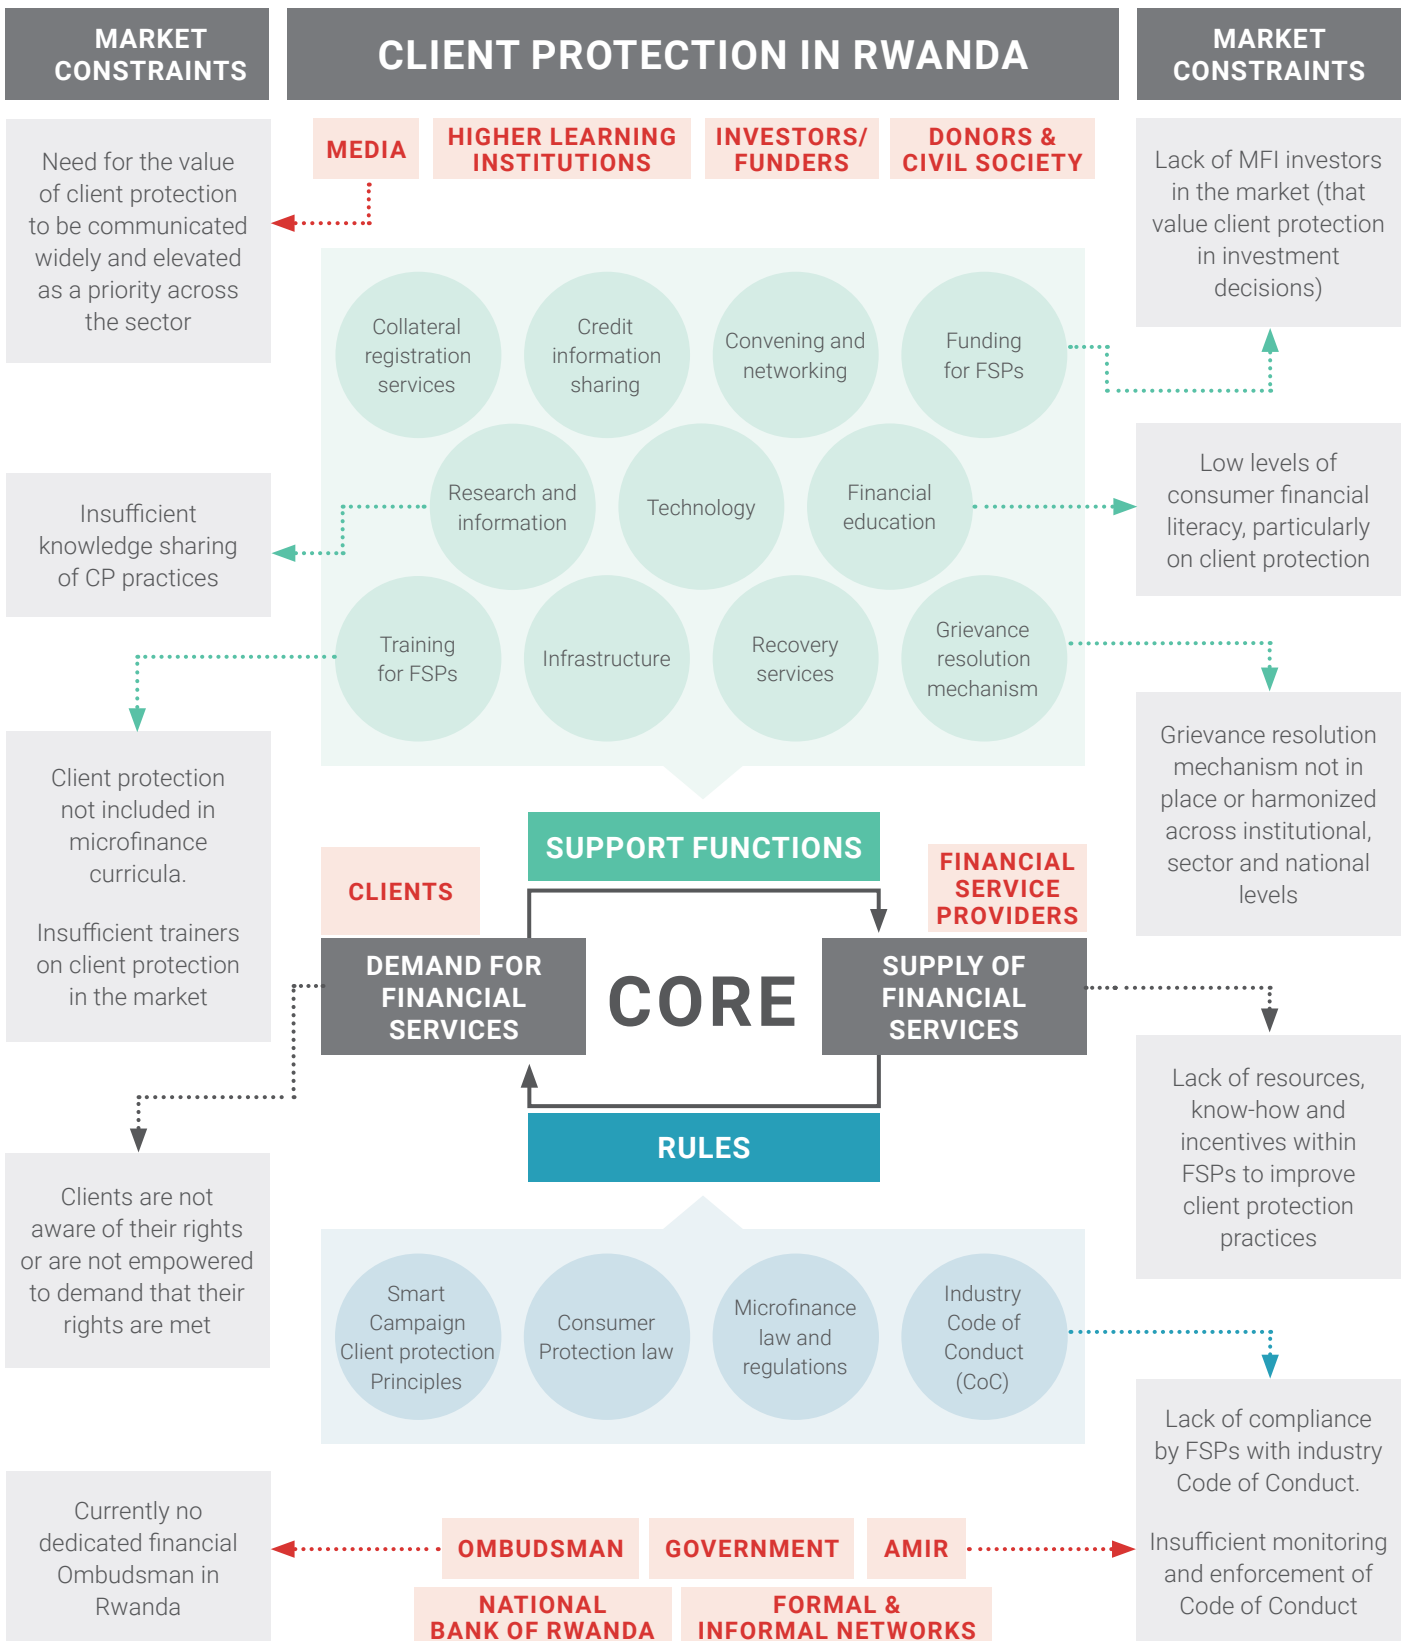 MARKET
CONSTRAINTS
CLIENT PROTECTION IN RWANDA
MARKET
CONSTRAINTS
Need for the value
of client protection
to be communicated
widely and elevated
as a priority across
the sector
MEDIA
HIGHER LEARNING
INSTITUTIONS
INVESTORS/
FUNDERS
DONORS &
CIVIL SOCIETY
Lack of MFI investors
in the market (that
value client protection
in investment
decisions)
Collateral
registration
services
Credit
information
sharing
Convening and
networking
Funding
for FSPs
Insufficient
knowledge sharing
of CP practices
Research and
information
Technology
Financial
education
Low levels of
consumer financial
literacy, particularly
on client protection
Training
for FSPs
Infrastructure
Recovery
services
Grievance
resolution
mechanism
Client protection
not included in
microfinance
curricula.
Insufficient trainers
on client protection
in the market
Grievance resolution
mechanism not in
place or harmonized
across institutional,
sector and national
levels
SUPPORT FUNCTIONS
CLIENTS
FINANCIAL
SERVICE
PROVIDERS
DEMAND FOR
FINANCIAL
SERVICES
CORE
SUPPLY OF
FINANCIAL
SERVICES
RULES
Clients are not
aware of their rights
or are not empowered
to demand that their
rights are met
Lack of resources,
know-how and
incentives within
FSPs to improve
client protection
practices
Smart
Campaign
Client protection
Principles
Consumer
Protection law
Microfinance
law and
regulations
Industry
Code of
Conduct
(CoC)
Currently no
dedicated financial
Ombudsman in
Rwanda
OMBUDSMAN
GOVERNMENT
AMIR
NATIONAL
BANK OF RWANDA
FORMAL &
INFORMAL NETWORKS
Lack of compliance
by FSPs with industry
Code of Conduct.
Insufficient monitoring
and enforcement of
Code of Conduct